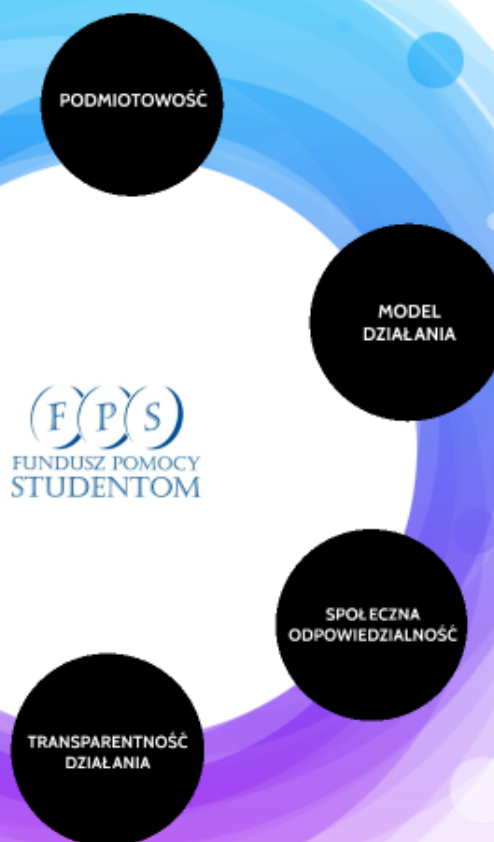 PODMIOTOWOŚĆ
MODEL
DZIAŁANIA
(F)(P)(S)
FUNDUSZ POMOCY
STUDENTOM
SPOŁECZNA
ODPOWIEDZIALNOŚĆ
TRANSPARENTNOŚĆ
DZIAŁANIA